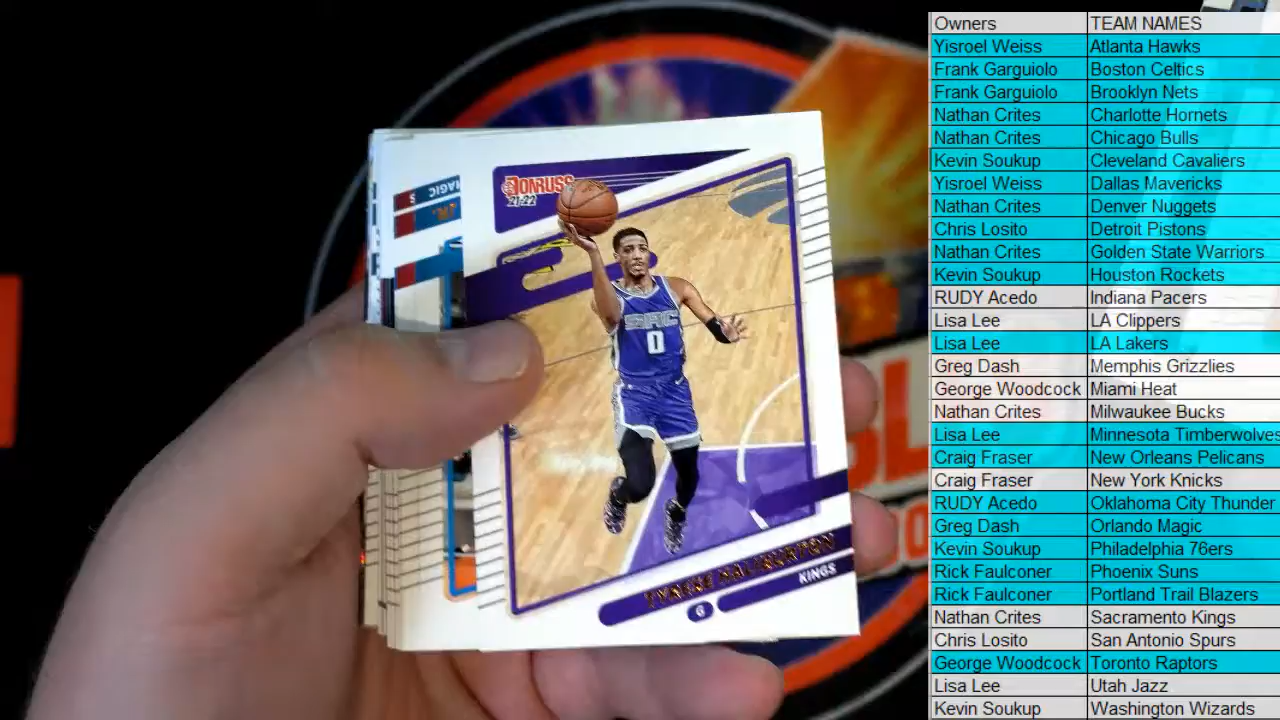 MAGIC
DONRUSS
21-22
SAC
0
TYRESE HALIBURTON
KINGS
G
Owners TEAM NAMES
Yisroel Weiss Atlanta Hawks
Frank Garguiolo Boston Celtics
Frank Garguiolo Brooklyn Nets
Nathan Crites Charlotte Hornets
Nathan Crites Chicago Bulls
Kevin Soukup Cleveland Cavaliers
Yisroel Weiss Dallas Mavericks
Nathan Crites Denver Nuggets
Chris Losito Detroit Pistons
Nathan Crites Golden State Warriors
Kevin Soukup Houston Rockets
RUDY Acedo Indiana Pacers
Lisa Lee LA Clippers
Lisa Lee LA Lakers
Greg Dash Memphis Grizzlies
George Woodcock Miami Heat
Nathan Crites Milwaukee Bucks
Lisa Lee Minnesota Timberwolves
Craig Fraser New Orleans Pelicans
Craig Fraser New York Knicks
RUDY Acedo Oklahoma City Thunder
Greg Dash Orlando Magic
Kevin Soukup Philadelphia 76ers
Rick Faulconer Phoenix Suns
Rick Faulconer Portland Trail Blazers
Nathan Crites Sacramento Kings
Chris Losito San Antonio Spurs
George Woodcock Toronto Raptors
Lisa Lee Utah Jazz
Kevin Soukup Washington Wizards